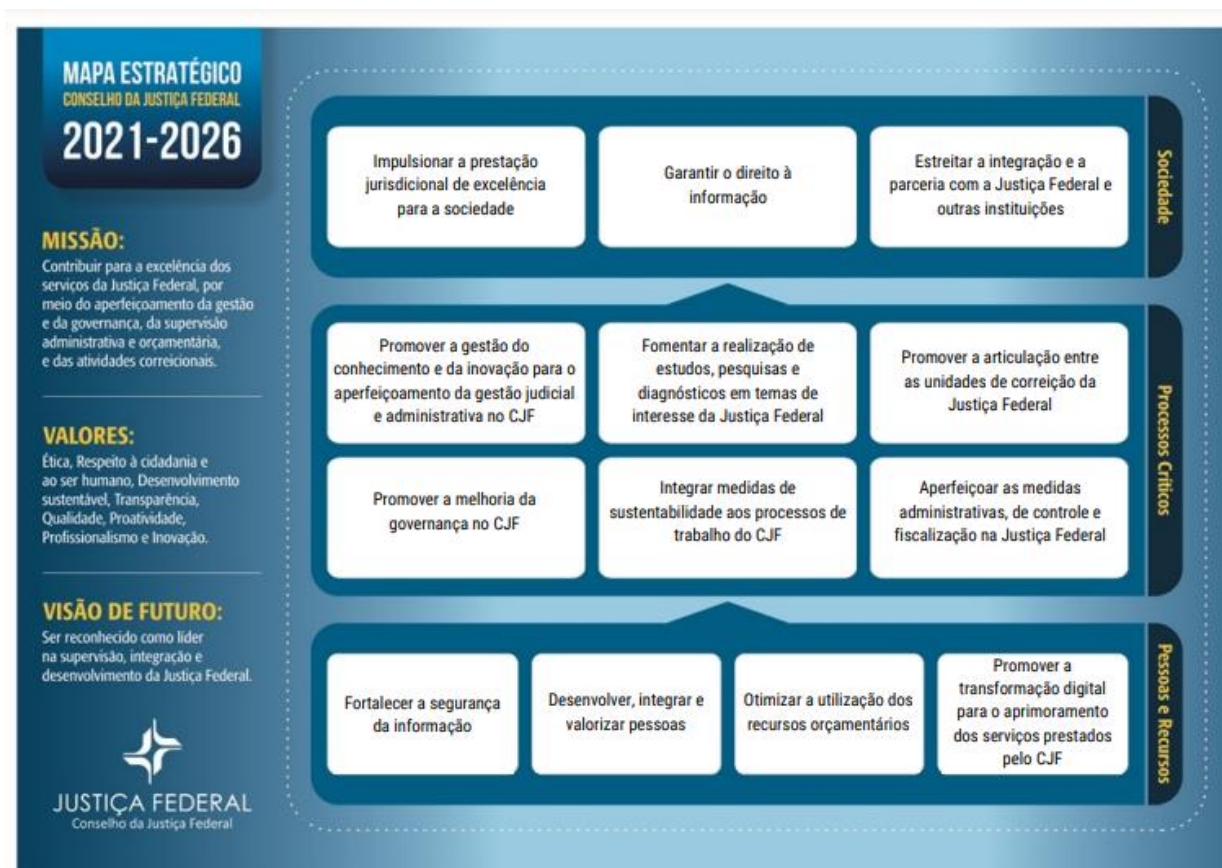 MAPA ESTRATÉGICO
CONSELHO DA JUSTIÇA FEDERAL
2021-2026
MISSÃO:
Contribuir para a excelência dos
serviços da Justiça Federal, por
meio do aperfeiçoamento da gestão
e da governança, da supervisão
administrativa e orçamentária,
e das atividades correicionais.
VALORES:
Ética, Respeito à cidadania e
ao ser humano, Desenvolvimento
sustentável, Transparência,
Qualidade, Proatividade,
Profissionalismo e Inovação.
VISÃO DE FUTURO:
Ser reconhecido como líder
na supervisão, integração e
desenvolvimento da Justiça Federal.
JUSTIÇA FEDERAL
Conselho da Justiça Federal
Sociedade
Impulsionar a prestação
jurisdicional de excelência
para a sociedade
Garantir o direito à
informação
Estreitar a integração e a
parceria com a Justiça Federal e
outras instituições
Processos Críticos
Promover a gestão do
conhecimento e da inovação para o
aperfeiçoamento da gestão judicial
e administrativa no CJF
Fomentar a realização de
estudos, pesquisas e
diagnósticos em temas de
interesse da Justiça Federal
Promover a articulação entre
as unidades de correição da
Justiça Federal
Promover a melhoria da
governança no CJF
Integrar medidas de
sustentabilidade aos processos de
trabalho do CJF
Aperfeiçoar as medidas
administrativas, de controle e
fiscalização na Justiça Federal
Pessoas e Recursos
Fortalecer a segurança
da informação
Desenvolver, integrar e
valorizar pessoas
Otimizar a utilização dos
recursos orçamentários
Promover a
transformação digital
para o aprimoramento
dos serviços prestados
pelo CJF